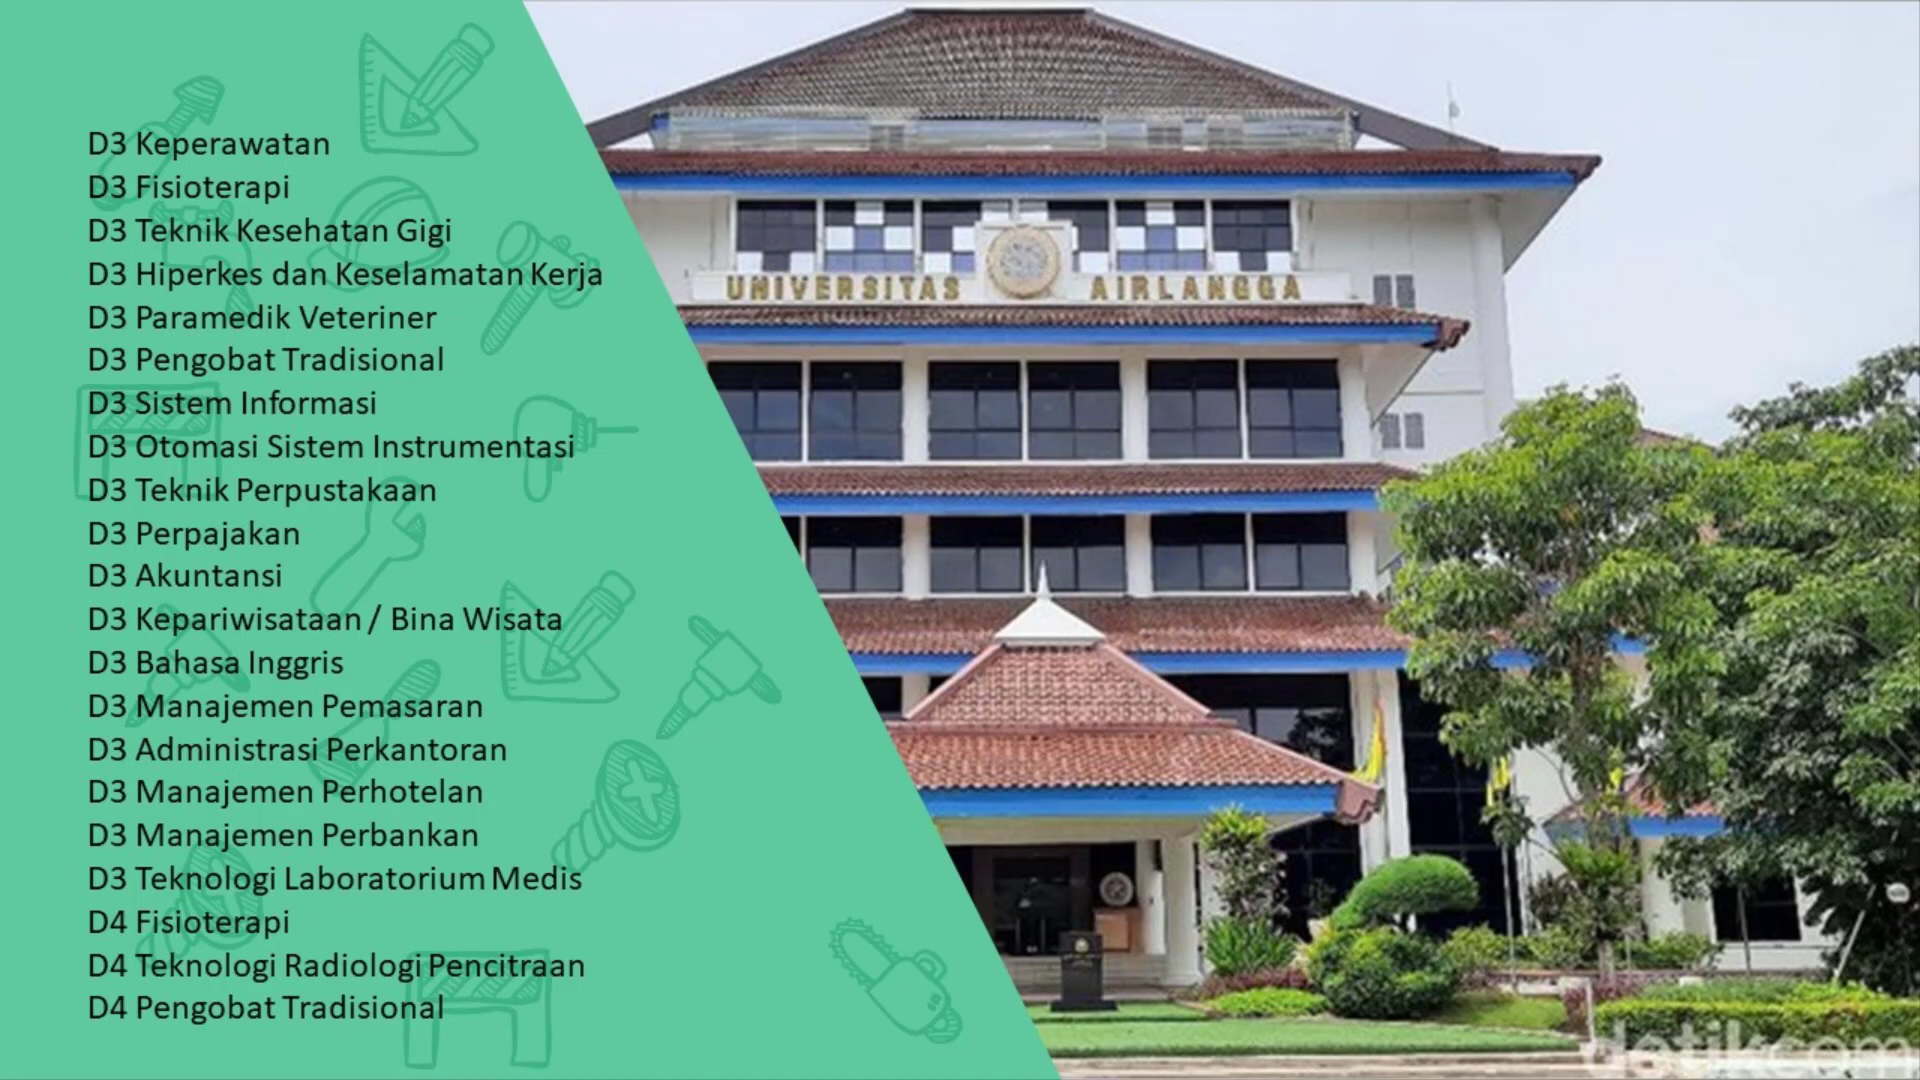 D3 Keperawatan
D3 Fisioterapi
D3 Teknik Kesehatan Gigi
D3 Hiperkes dan Keselamatan Kerja
D3 Paramedik Veteriner
D3 Pengobat Tradisional
D3 Sistem Informasi
D3 Otomasi Sistem Instrumentasi
D3 Teknik Perpustakaan
D3 Perpajakan
D3 Akuntansi
D3 Kepariwisataan / Bina Wisata
D3 Bahasa Inggris
D3 Manajemen Pemasaran
D3 Administrasi Perkantoran
D3 Manajemen Perhotelan
D3 Manajemen Perbankan
D3 Teknologi Laboratorium Medis
D4 Fisioterapi
D4 Teknologi Radiologi Pencitraan
D4 Pengobat Tradisional
UNIVERSITAS AIRLANGGA
detikcom